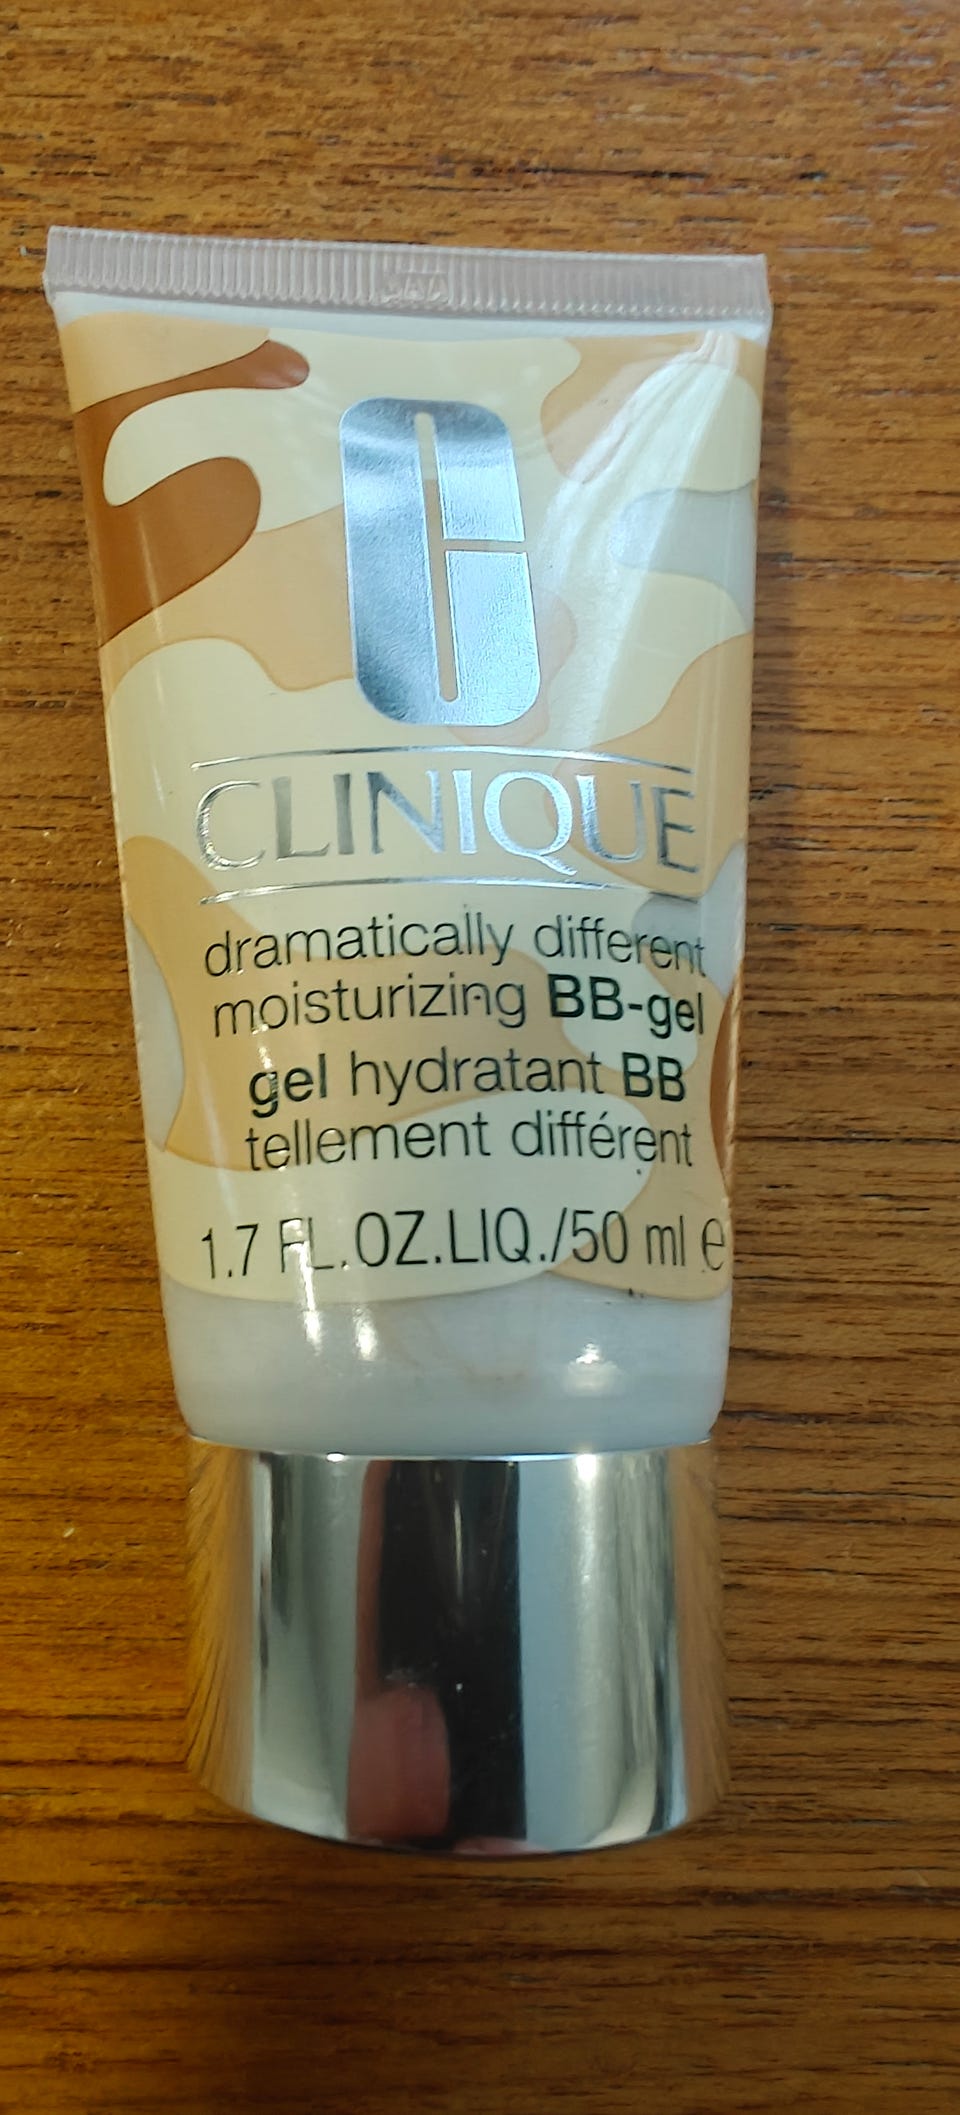 CLINIQUE
dramatically different
moisturizing BB-gel
gel hydratant BB
tellement différent
1.7 FL.OZ.LIQ./50 ml e